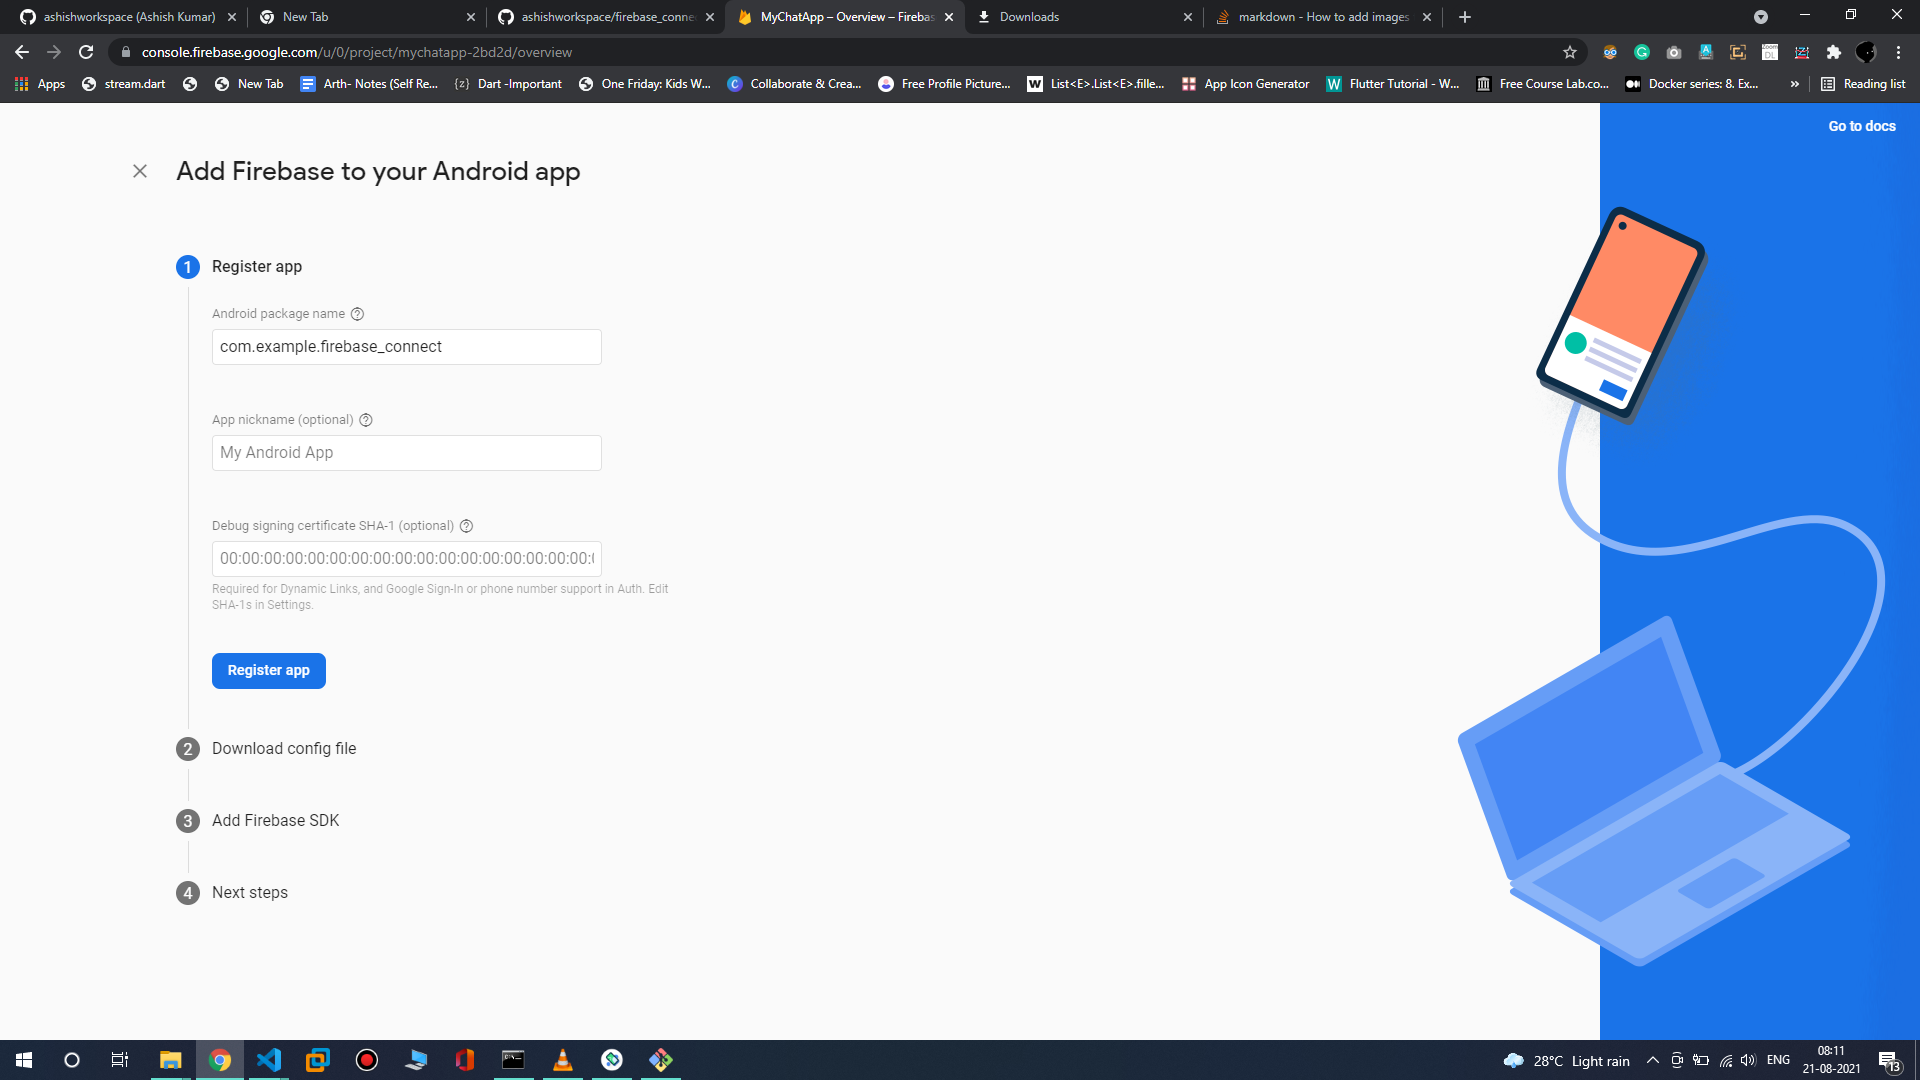 ashishworkspace (Ashish Kumar)
New Tab
ashishworkspace/firebase_conne
MyChatApp – Overview – Firebas
Downloads
markdown - How to add images
console.firebase.google.com/u/0/project/mychatapp-2bd2d/overview
Apps
stream.dart
New Tab
Arth- Notes (Self Re...
Dart -Important
One Friday: Kids W...
Collaborate & Crea...
Free Profile Picture...
List<E>.List<E>.fille...
App Icon Generator
Flutter Tutorial - W...
Free Course Lab.co...
Docker series: 8. Ex...
»
Reading list
Go to docs
Add Firebase to your Android app
1 Register app
Android package name
com.example.firebase_connect
App nickname (optional)
My Android App
Debug signing certificate SHA-1 (optional)
00:00:00:00:00:00:00:00:00:00:00:00:00:00:00:00:00:
Required for Dynamic Links, and Google Sign-In or phone number support in Auth. Edit
SHA-1s in Settings.
Register app
2 Download config file
3 Add Firebase SDK
4 Next steps
28°C Light rain
ENG
08:11
21-08-2021
13